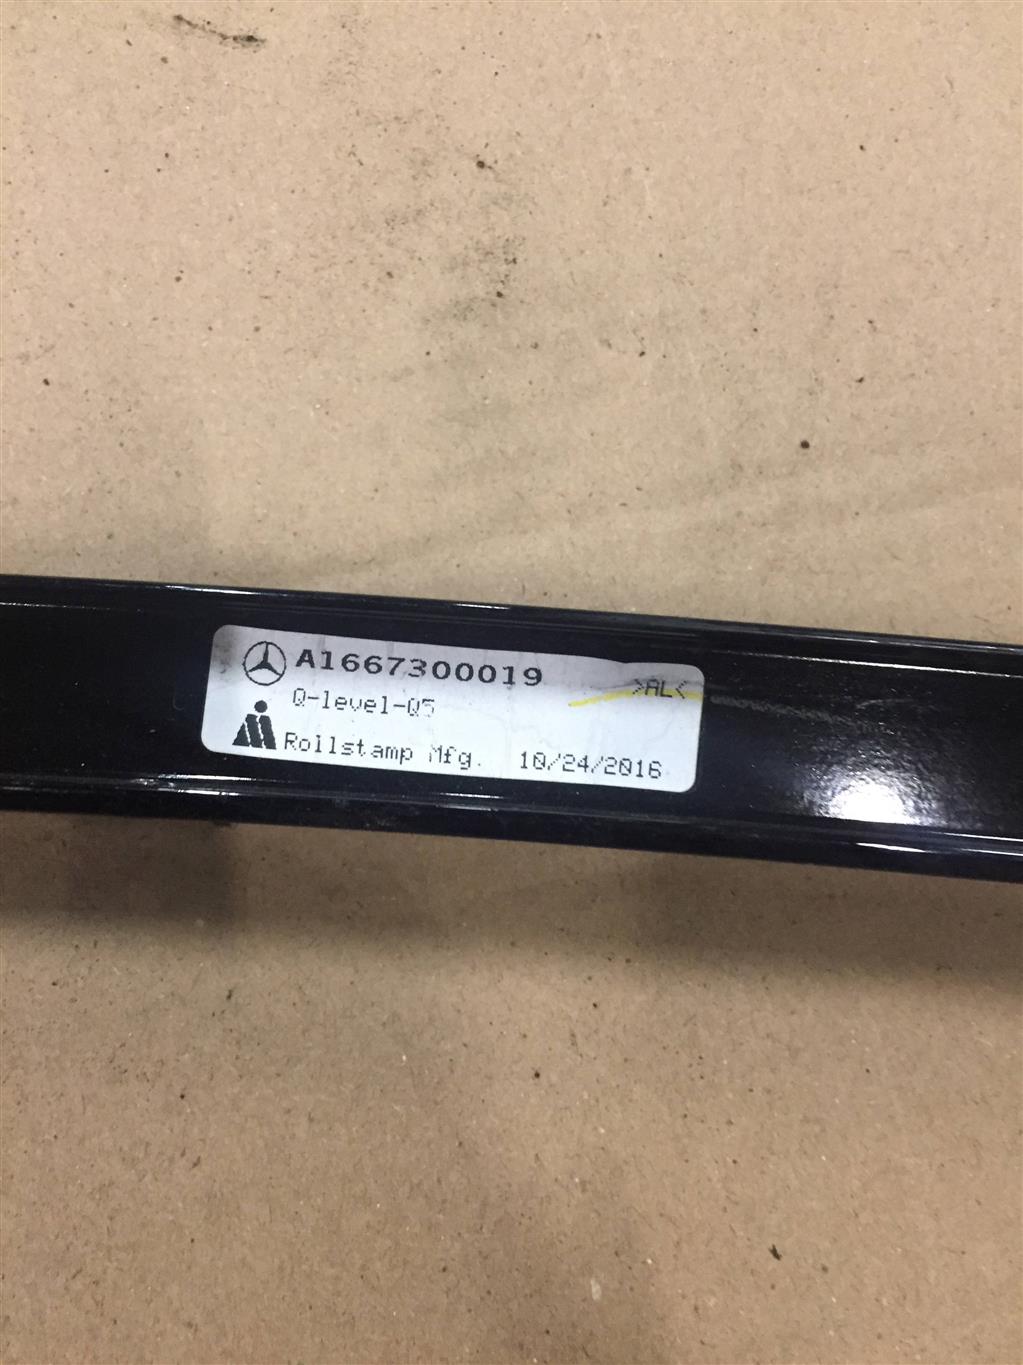 A1667300019
>AL<
Q-level-Q5
Rollstamp Mfg. 10/24/2016